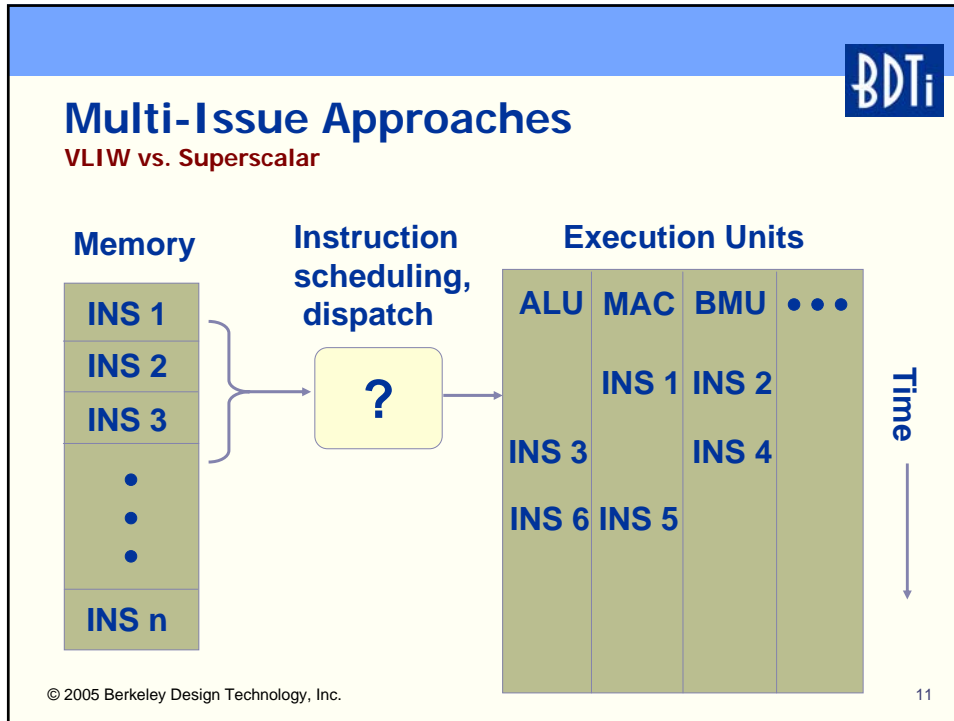 BDTi
Multi-Issue Approaches
VLIW vs. Superscalar
Memory
INS 1
INS 2
INS 3
•
•
•
INS n
Instruction
scheduling,
dispatch
?
Execution Units
ALU MAC BMU • • •
INS 1 INS 2
INS 3 INS 4
INS 6 INS 5
Time
© 2005 Berkeley Design Technology, Inc.
11